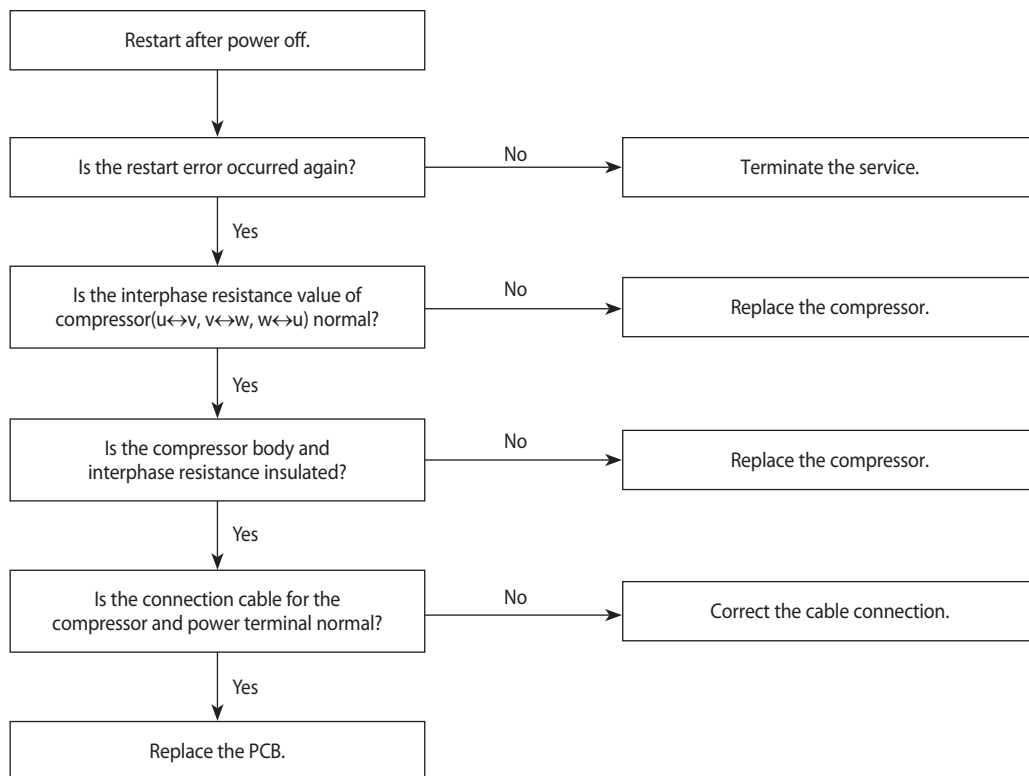 Restart after power off.
Is the restart error occurred again?
No
Terminate the service.
Yes
Is the interphase resistance value of
compressor(u↔v, v↔w, w↔u) normal?
No
Replace the compressor.
Yes
Is the compressor body and
interphase resistance insulated?
No
Replace the compressor.
Yes
Is the connection cable for the
compressor and power terminal normal?
No
Correct the cable connection.
Yes
Replace the PCB.